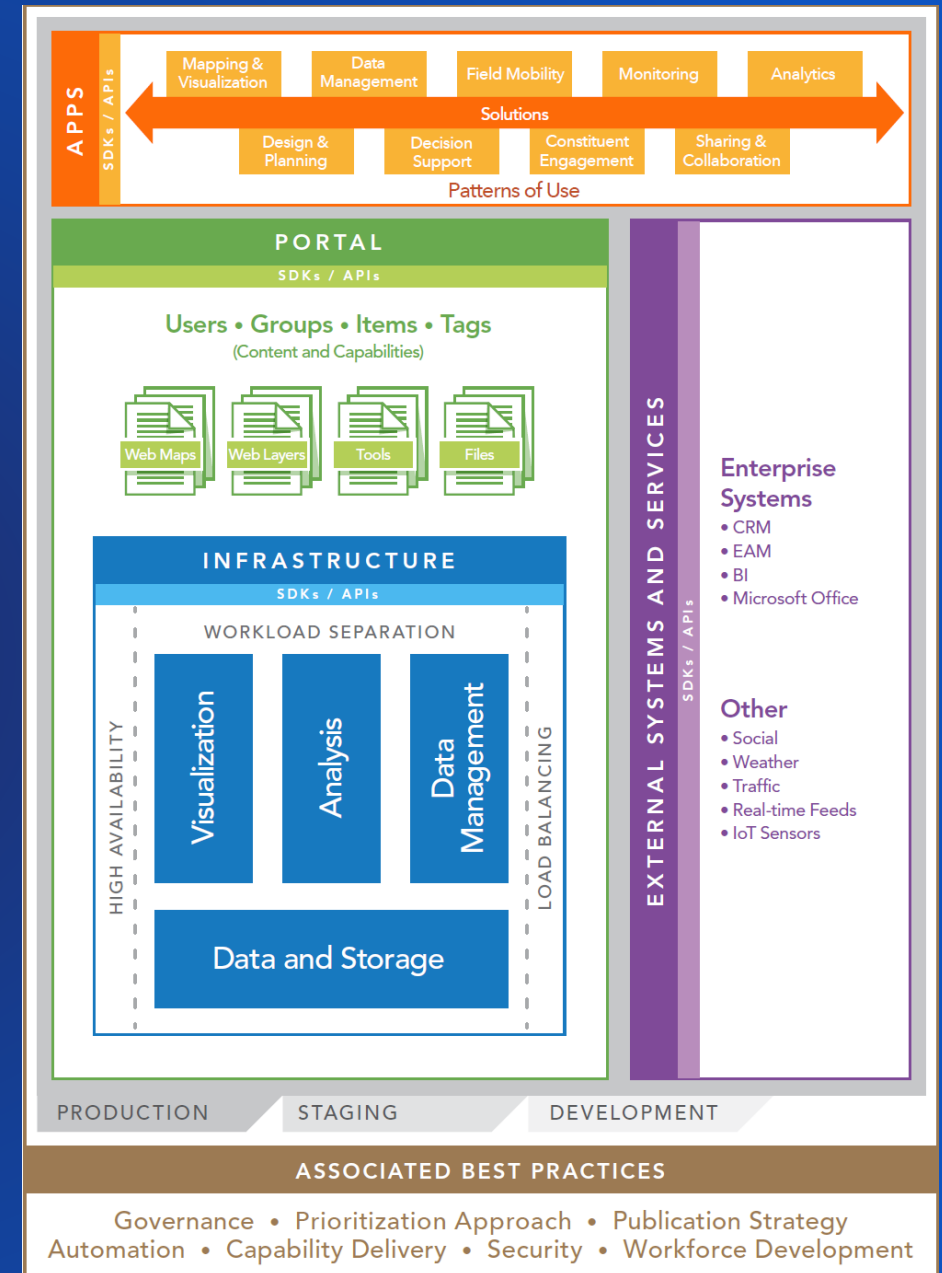 APPS
SDKs / APIs
Mapping &
Visualization
Data
Management
Field Mobility
Monitoring
Analytics
Solutions
Design &
Planning
Decision
Support
Constituent
Engagement
Sharing &
Collaboration
Patterns of Use
PORTAL
SDKs / APIs
Users • Groups • Items • Tags
(Content and Capabilities)
Web Maps
Web Layers
Tools
Files
INFRASTRUCTURE
SDKs / APIs
WORKLOAD SEPARATION
HIGH AVAILABILITY
Visualization
Analysis
Data
Management
LOAD BALANCING
Data and Storage
EXTERNAL SYSTEMS AND SERVICES
SDKs / APIs
Enterprise
Systems
• CRM
• EAM
• BI
• Microsoft Office
Other
• Social
• Weather
• Traffic
• Real-time Feeds
• IoT Sensors
PRODUCTION
STAGING
DEVELOPMENT
ASSOCIATED BEST PRACTICES
Governance • Prioritization Approach • Publication Strategy
Automation • Capability Delivery • Security • Workforce Development